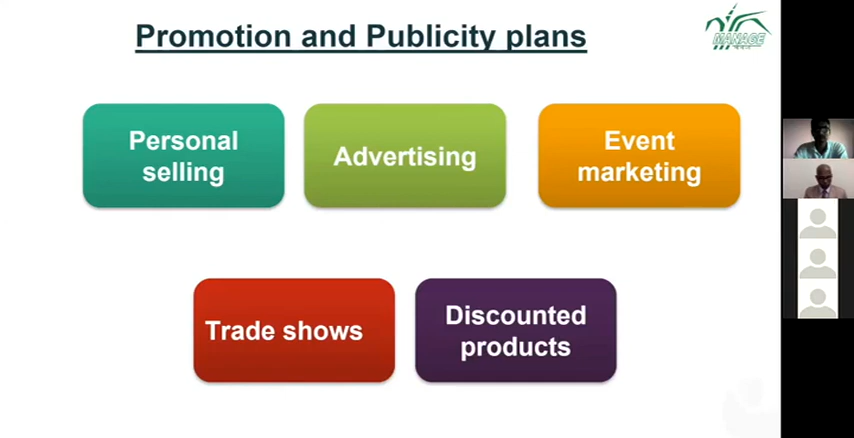 Promotion and Publicity plans
MANAGE
Personal
selling
Advertising
Event
marketing
Trade shows
Discounted
products